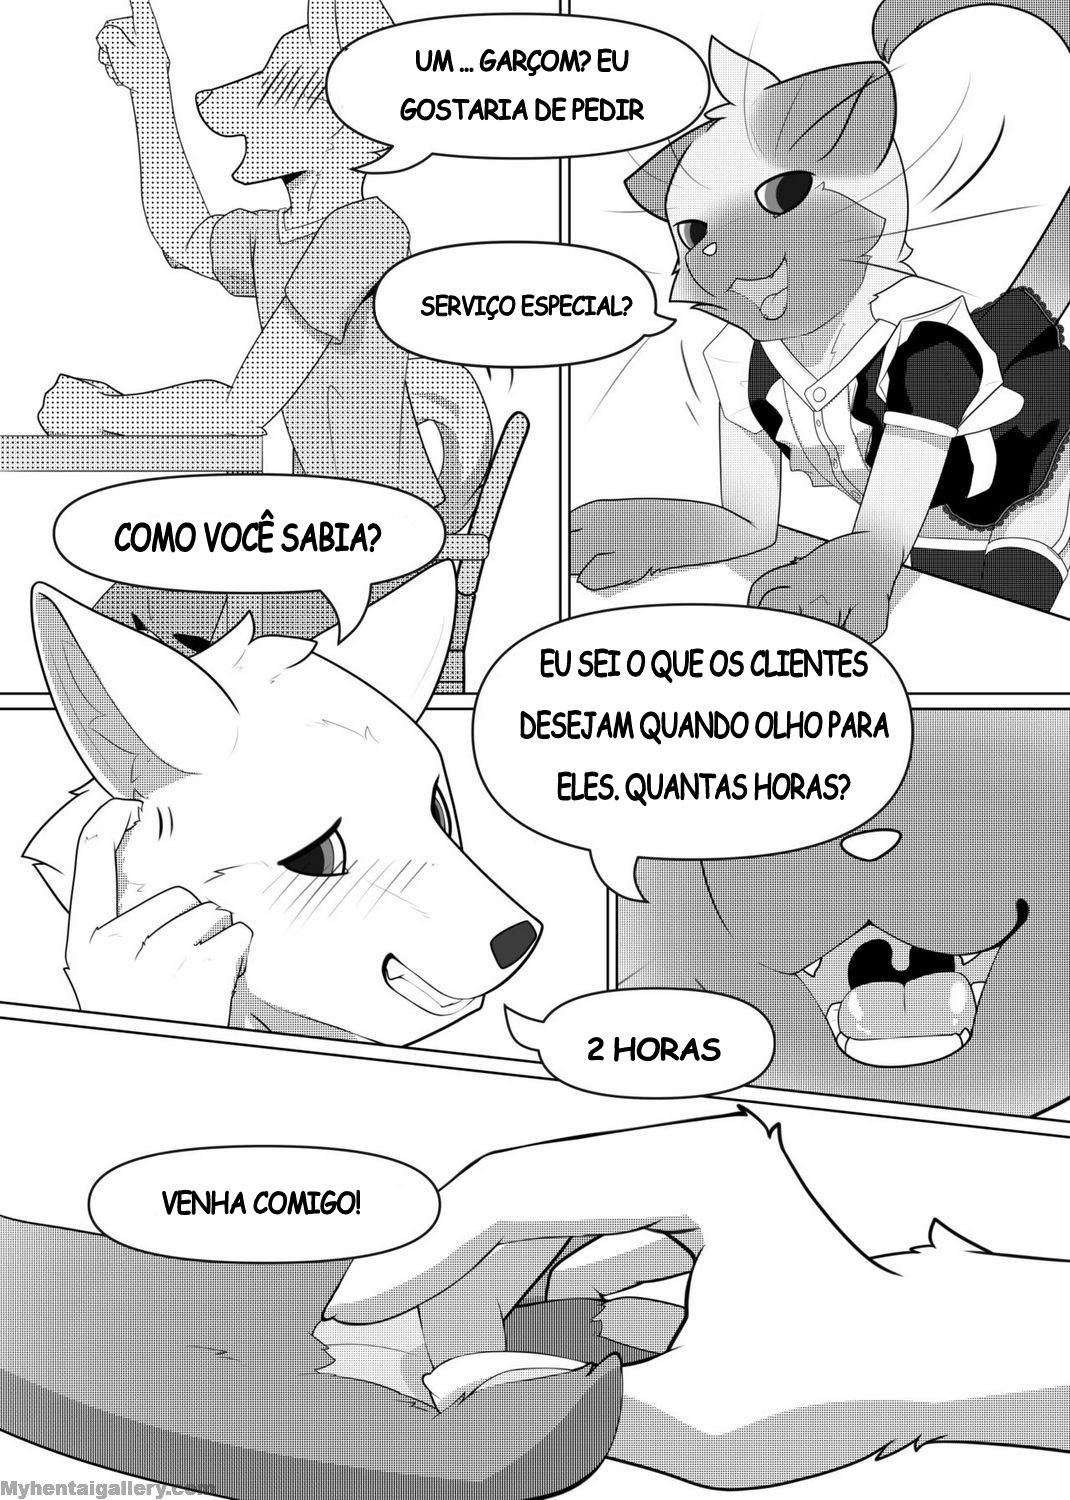 UM ... GARÇOM? EU
GOSTARIA DE PEDIR
SERVIÇO ESPECIAL?
COMO VOCÊ SABIA?
EU SEI O QUE OS CLIENTES
DESEJAM QUANDO OLHO PARA
ELES. QUANTAS HORAS?
2 HORAS
VENHA COMIGO!
Myhentaigallery.com